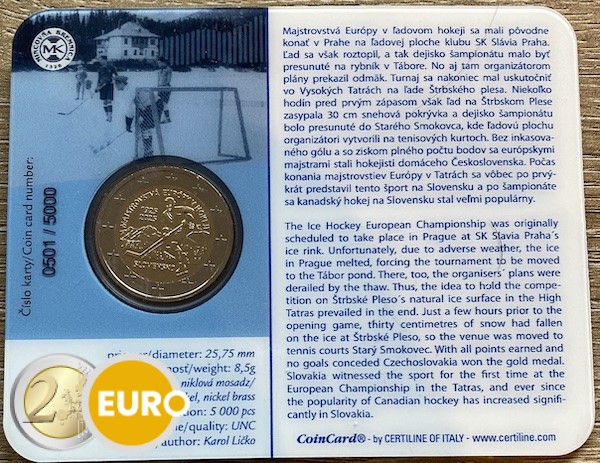 MINCOVŇA KREMNICA
MK
1328
Číslo karty/Coin card number:
0501 / 5000
MAJSTROVSTVÁ EURÓPY V HOKEJI
1925
SLOVENSKO
/diameter: 25,75 mm
/weight: 8,5g
niklová mosadz/
nickel brass
5 000 pcs
/quality: UNC
/author: Karol Ličko
2
EURO
Majstrovstvá Európy v ľadovom hokeji sa mali pôvodne
konať v Prahe na ľadovej ploche klubu SK Slávia Praha.
Ľad sa však roztopil, a tak dejisko šampionátu malo byť
presunuté na rybník v Tábore. No aj tam organizátorom
plány prekazil odmäk. Turnaj sa nakoniec mal uskutočniť
vo Vysokých Tatrách na ľade Štrbského plesa. Niekoľko
hodín pred prvým zápasom však ľad na Štrbskom Plese
zasypala 30 cm snehová pokrývka a dejisko šampionátu
bolo presunuté do Starého Smokovca, kde ľadovú plochu
organizátori vytvorili na tenisových kurtoch. Bez inkasova-
ného gólu a so ziskom plného počtu bodov sa európskymi
majstrami stali hokejisti domáceho Československa. Počas
konania majstrovstiev Európy v Tatrách sa vôbec po prvý-
krát predstavil tento šport na Slovensku a po šampionáte
sa kanadský hokej na Slovensku stal veľmi populárny.
The Ice Hockey European Championship was originally
scheduled to take place in Prague at SK Slavia Praha´s
ice rink. Unfortunately, due to adverse weather, the ice
in Prague melted, forcing the tournament to be moved
to the Tábor pond. There, too, the organisers´ plans were
derailed by the thaw. Thus, the idea to hold the compe-
tition on Štrbské Pleso´s natural ice surface in the High
Tatras prevailed in the end. Just a few hours prior to the
opening game, thirty centimetres of snow had fallen
on the ice at Štrbské Pleso, so the venue was moved to
tennis courts Starý Smokovec. With all points earned and
no goals conceded Czechoslovakia won the gold medal.
Slovakia witnessed the sport for the first time at the
European Championship in the Tatras, and ever since
the popularity of Canadian hockey has increased signifi-
cantly in Slovakia.
CoinCard® - by CERTILINE OF ITALY - www.certiline.com